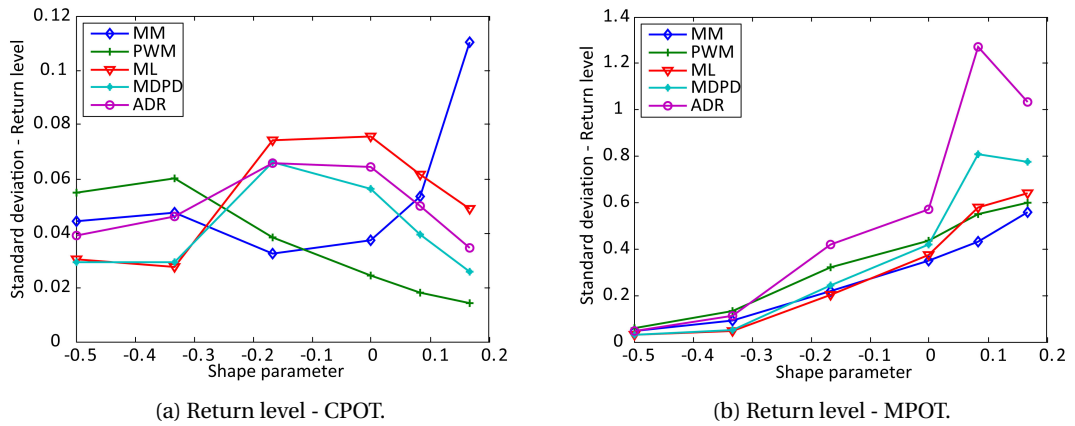 Standard deviation - Return level
0.12
0.1
0.08
0.06
0.04
0.02
0
MM
PWM
ML
MDPD
ADR
-0.5 -0.4 -0.3 -0.2 -0.1 0 0.1 0.2
Shape parameter
(a) Return level - CPOT.
Standard deviation - Return level
1.4
1.2
1
0.8
0.6
0.4
0.2
0
MM
PWM
ML
MDPD
ADR
-0.5 -0.4 -0.3 -0.2 -0.1 0 0.1 0.2
Shape parameter
(b) Return level - MPOT.